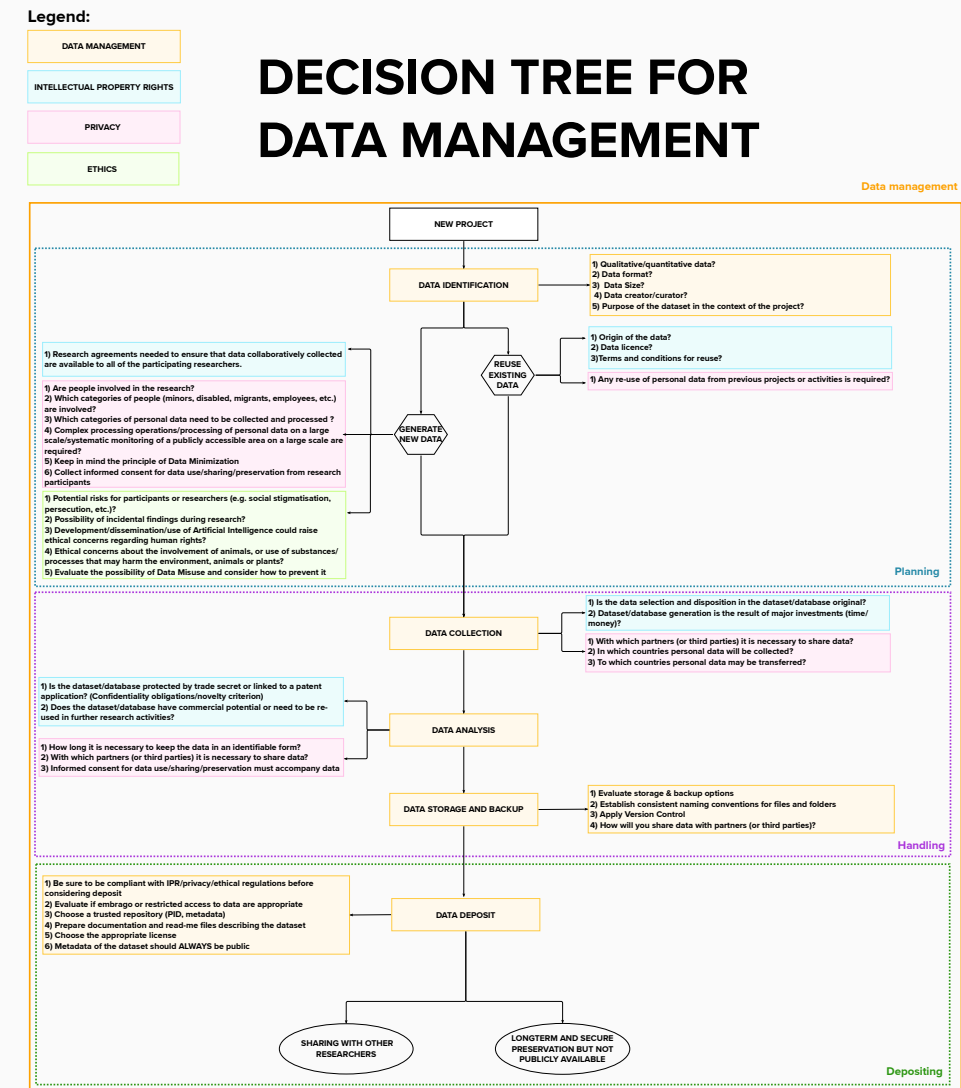 Legend:
DATA MANAGEMENT
INTELLECTUAL PROPERTY RIGHTS
PRIVACY
ETHICS
DECISION TREE FOR
DATA MANAGEMENT
Data management
NEW PROJECT
DATA IDENTIFICATION
1) Qualitative/quantitative data?
2) Data format?
3) Data Size?
4) Data creator/curator?
5) Purpose of the dataset in the context of the project?
REUSE
EXISTING
DATA
1) Origin of the data?
2) Data licence?
3)Terms and conditions for reuse?
1) Any re-use of personal data from previous projects or activities is required?
GENERATE
NEW DATA
1) Research agreements needed to ensure that data collaboratively collected
are available to all of the participating researchers.
1) Are people involved in the research?
2) Which categories of people (minors, disabled, migrants, employees, etc.)
are involved?
3) Which categories of personal data need to be collected and processed ?
4) Complex processing operations/processing of personal data on a large
scale/systematic monitoring of a publicly accessible area on a large scale are
required?
5) Keep in mind the principle of Data Minimization
6) Collect informed consent for data use/sharing/preservation from research
participants
1) Potential risks for participants or researchers (e.g. social stigmatisation,
persecution, etc.)?
2) Possibility of incidental findings during research?
3) Development/dissemination/use of Artificial Intelligence could raise
ethical concerns regarding human rights?
4) Ethical concerns about the involvement of animals, or use of substances/
processes that may harm the environment, animals or plants?
5) Evaluate the possibility of Data Misuse and consider how to prevent it
Planning
DATA COLLECTION
1) Is the data selection and disposition in the dataset/database original?
2) Dataset/database generation is the result of major investments (time/
money)?
1) With which partners (or third parties) it is necessary to share data?
2) In which countries personal data will be collected?
3) To which countries personal data may be transferred?
1) Is the dataset/database protected by trade secret or linked to a patent
application? (Confidentiality obligations/novelty criterion)
2) Does the dataset/database have commercial potential or need to be re-
used in further research activities?
DATA ANALYSIS
1) How long it is necessary to keep the data in an identifiable form?
2) With which partners (or third parties) it is necessary to share data?
3) Informed consent for data use/sharing/preservation must accompany data
DATA STORAGE AND BACKUP
1) Evaluate storage & backup options
2) Establish consistent naming conventions for files and folders
3) Apply Version Control
4) How will you share data with partners (or third parties)?
Handling
1) Be sure to be compliant with IPR/privacy/ethical regulations before
considering deposit
2) Evaluate if embrago or restricted access to data are appropriate
3) Choose a trusted repository (PID, metadata)
4) Prepare documentation and read-me files describing the dataset
5) Choose the appropriate license
6) Metadata of the dataset should ALWAYS be public
DATA DEPOSIT
SHARING WITH OTHER
RESEARCHERS
LONGTERM AND SECURE
PRESERVATION BUT NOT
PUBLICLY AVAILABLE
Depositing